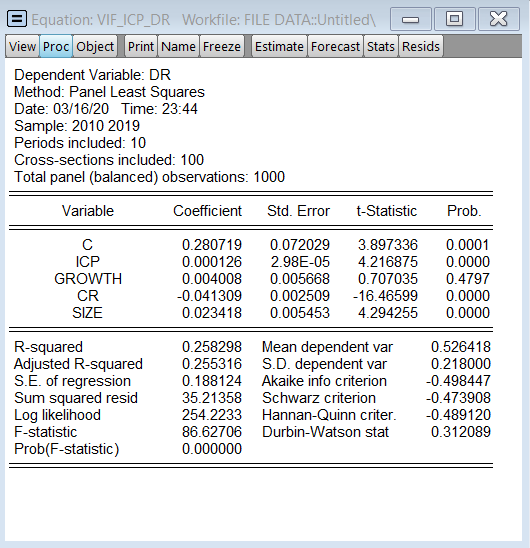 Equation: VIF_ICP_DR Workfile: FILE DATA::Untitled\
View Proc Object Print Name Freeze Estimate Forecast Stats Resids
Dependent Variable: DR
Method: Panel Least Squares
Date: 03/16/20 Time: 23:44
Sample: 2010 2019
Periods included: 10
Cross-sections included: 100
Total panel (balanced) observations: 1000
Variable Coefficient Std. Error t-Statistic Prob.
C 0.280719 0.072029 3.897336 0.0001
ICP 0.000126 2.98E-05 4.216875 0.0000
GROWTH 0.004008 0.005668 0.707035 0.4797
CR -0.041309 0.002509 -16.46599 0.0000
SIZE 0.023418 0.005453 4.294255 0.0000
R-squared 0.258298 Mean dependent var 0.526418
Adjusted R-squared 0.255316 S.D. dependent var 0.218000
S.E. of regression 0.188124 Akaike info criterion -0.498447
Sum squared resid 35.21358 Schwarz criterion -0.473908
Log likelihood 254.2233 Hannan-Quinn criter. -0.489120
F-statistic 86.62706 Durbin-Watson stat 0.312089
Prob(F-statistic) 0.000000